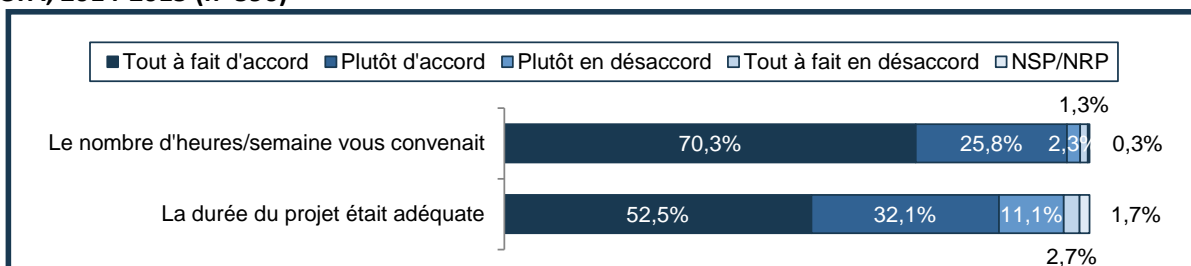 2014-2015
Tout à fait d'accord Plutôt d'accord Plutôt en désaccord Tout à fait en désaccord NSP/NRP
1,3%
Le nombre d'heures/semaine vous convenait 70,3% 25,8% 2,3% 0,3%
La durée du projet était adéquate 52,5% 32,1% 11,1% 1,7%
2,7%